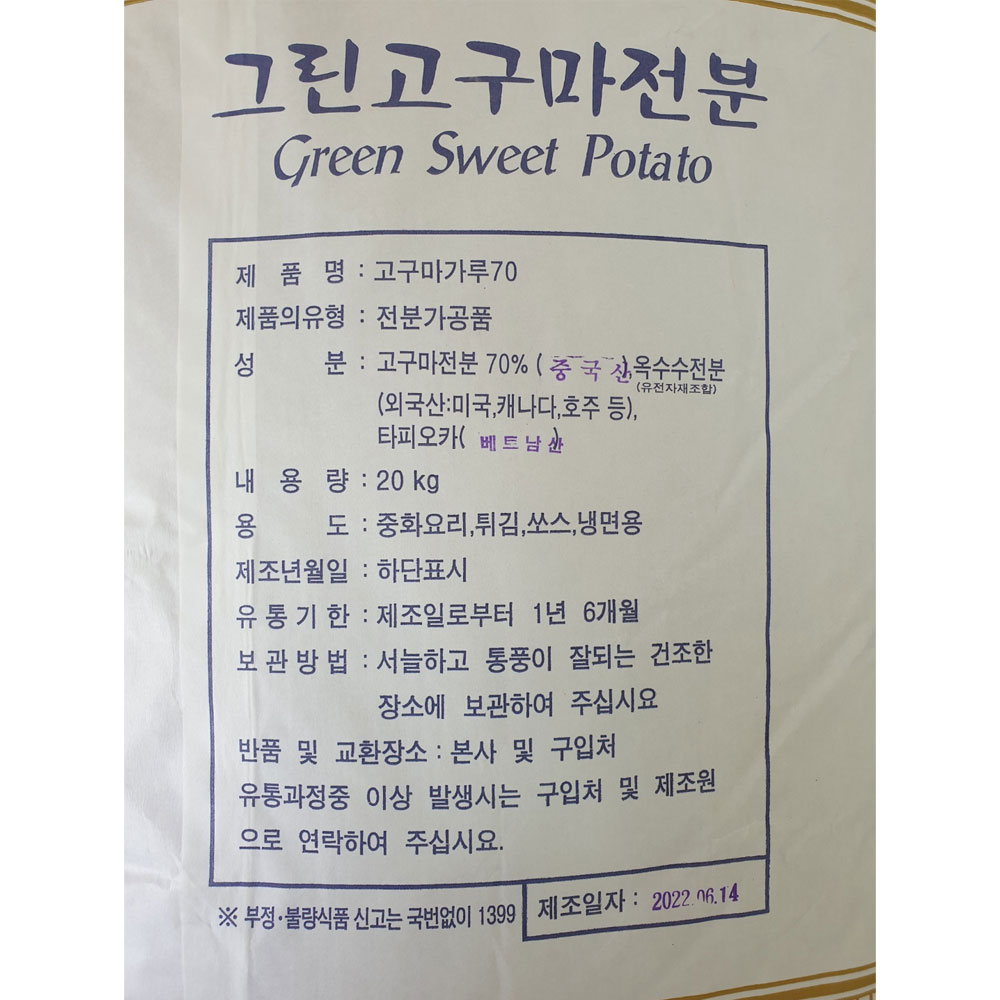 그린고구마전분
Green Sweet Potato
제 품 명 : 고구마가루70
제품의유형 : 전분가공품
성 분 : 고구마전분 70% ( 중국산),옥수수전분
(유전자재조합)
(외국산:미국,캐나다,호주 등),
타피오카( 베트남산)
내 용 량 : 20 kg
용 도 : 중화요리,튀김,쏘스,냉면용
제조년월일 : 하단표시
유통기한 : 제조일로부터 1년 6개월
보관방법 : 서늘하고 통풍이 잘되는 건조한
장소에 보관하여 주십시요
반품 및 교환장소 : 본사 및 구입처
유통과정중 이상 발생시는 구입처 및 제조원
으로 연락하여 주십시요.
※ 부정·불량식품 신고는 국번없이 1399
제조일자 : 2022.06.14